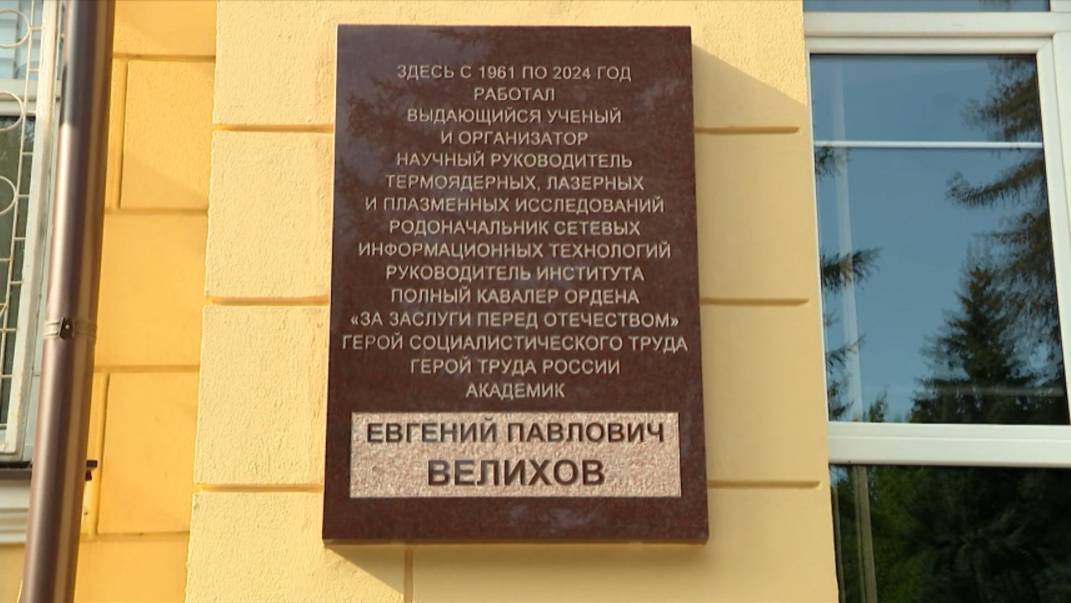 ЗДЕСЬ С 1961 ПО 2024 ГОД
РАБОТАЛ
ВЫДАЮЩИЙСЯ УЧЕНЫЙ
И ОРГАНИЗАТОР
НАУЧНЫЙ РУКОВОДИТЕЛЬ
ТЕРМОЯДЕРНЫХ, ЛАЗЕРНЫХ
И ПЛАЗМЕННЫХ ИССЛЕДОВАНИЙ
РОДОНАЧАЛЬНИК СЕТЕВЫХ
ИНФОРМАЦИОННЫХ ТЕХНОЛОГИЙ
РУКОВОДИТЕЛЬ ИНСТИТУТА
ПОЛНЫЙ КАВАЛЕР ОРДЕНА
«ЗА ЗАСЛУГИ ПЕРЕД ОТЕЧЕСТВОМ»
ГЕРОЙ СОЦИАЛИСТИЧЕСКОГО ТРУДА
ГЕРОЙ ТРУДА РОССИИ
АКАДЕМИК
ЕВГЕНИЙ ПАВЛОВИЧ
ВЕЛИХОВ